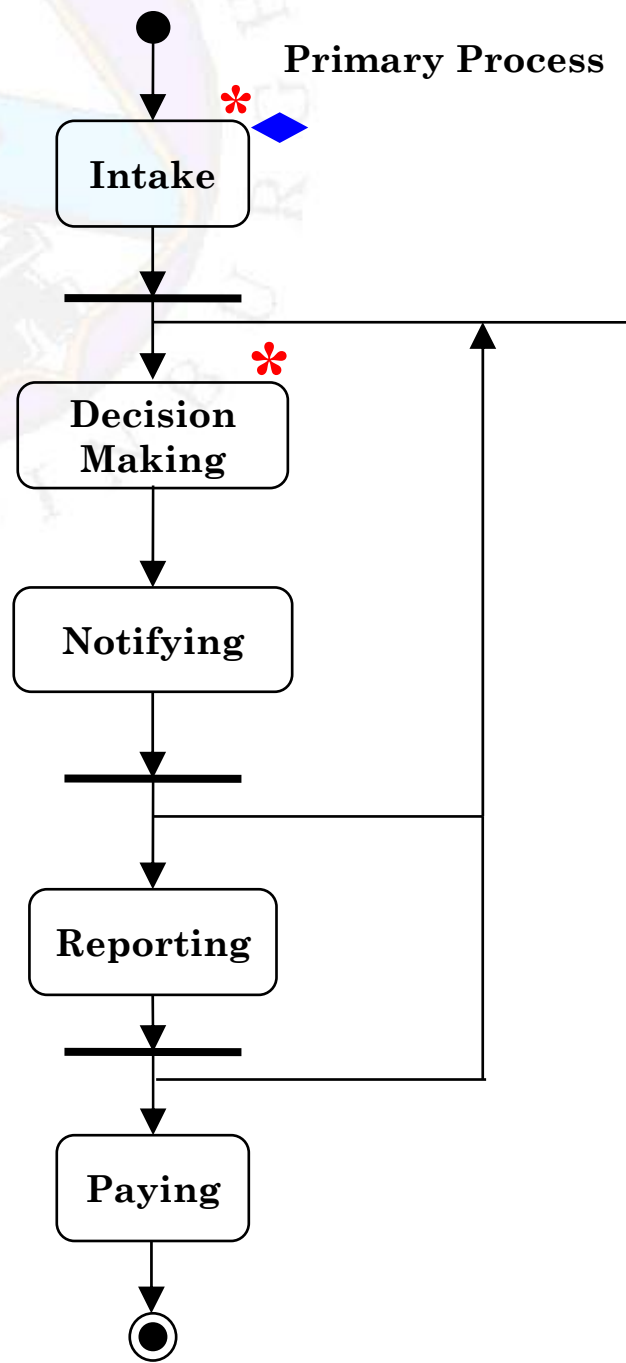 Primary Process
*
Intake
*
Decision
Making
Notifying
Reporting
Paying